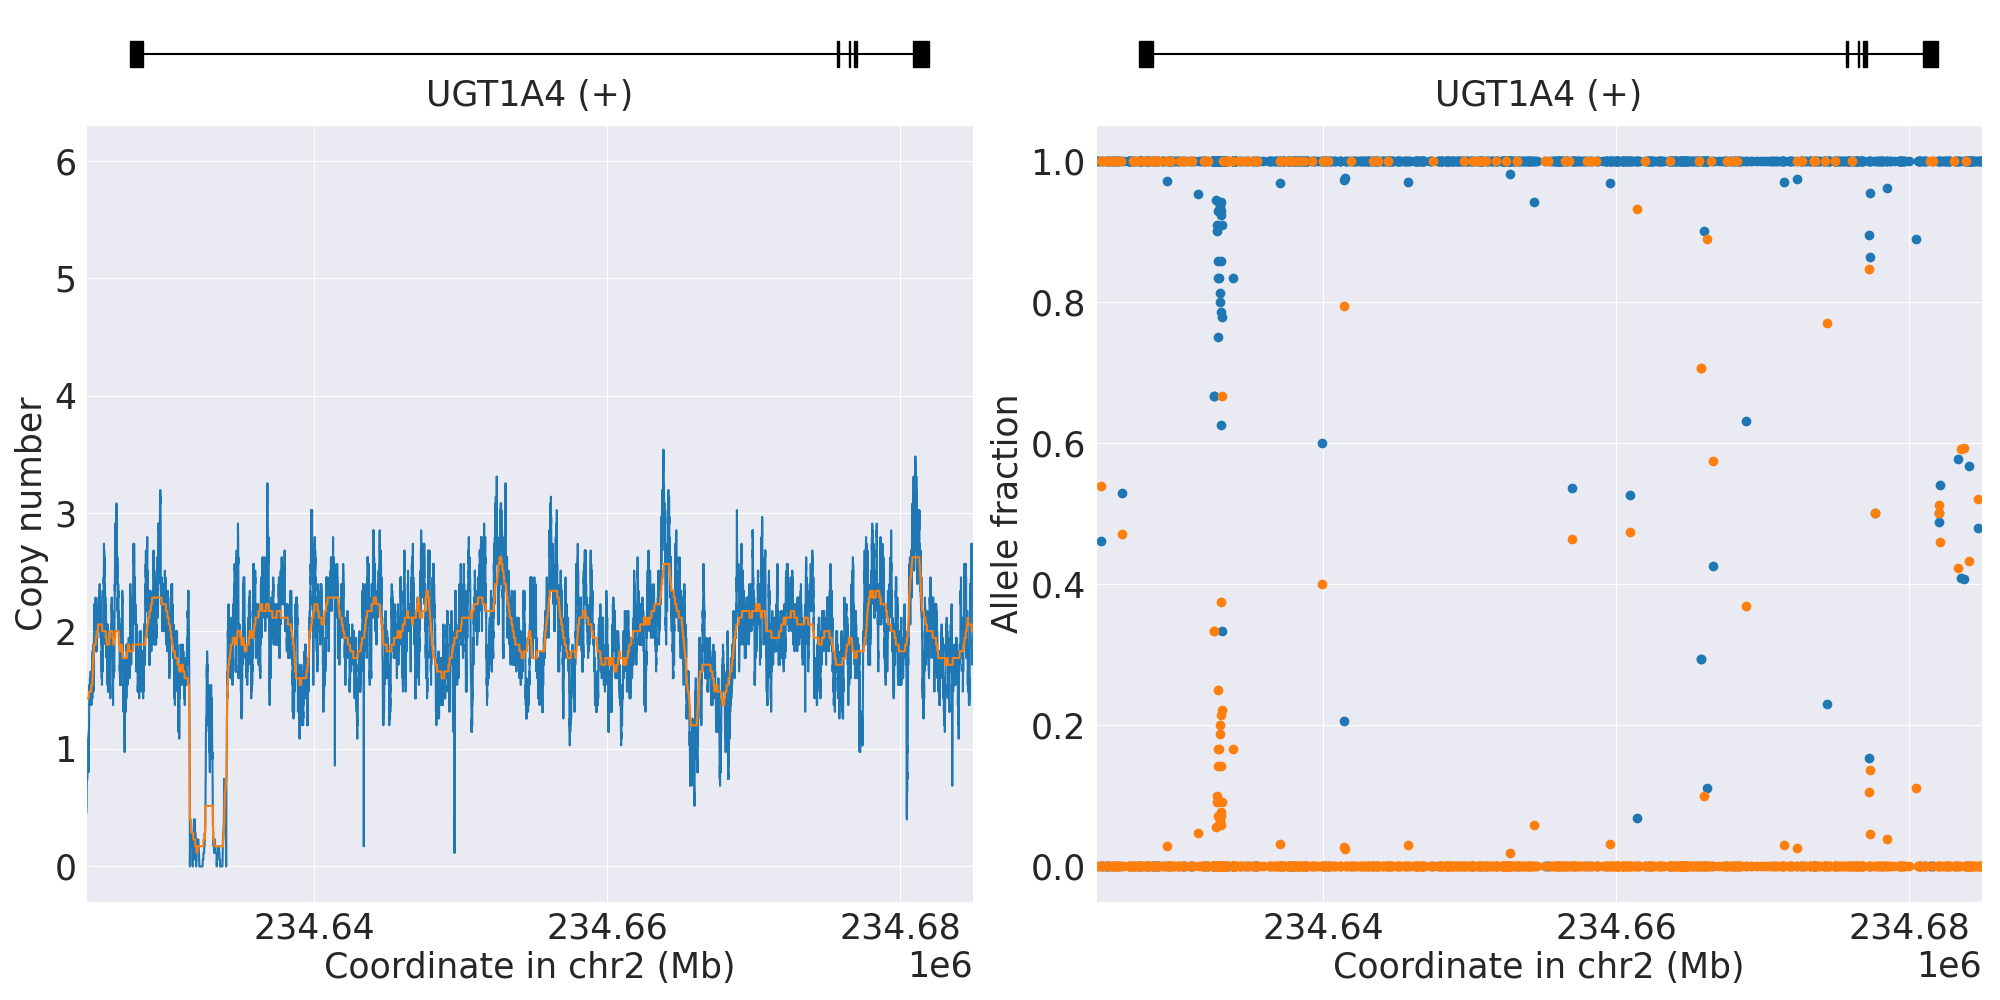 UGT1A4 (+)
6
5
4
3
2
1
0
Copy number
234.64 234.66 234.68
1e6
Coordinate in chr2 (Mb)
UGT1A4 (+)
1.0
0.8
0.6
0.4
0.2
0.0
Allele fraction
234.64 234.66 234.68
1e6
Coordinate in chr2 (Mb)